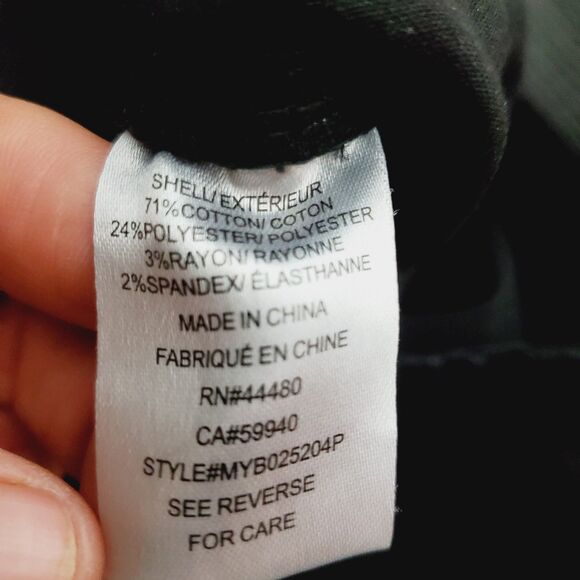 SHELL/ EXTÉRIEUR
71%COTTON/ COTON
24%POLYESTER/ POLYESTER
3%RAYON/ RAYONNE
2%SPANDEX/ ÉLASTHANNE
MADE IN CHINA
FABRIQUÉ EN CHINE
RN#44480
CA#59940
STYLE#MYB025204P
SEE REVERSE
FOR CARE